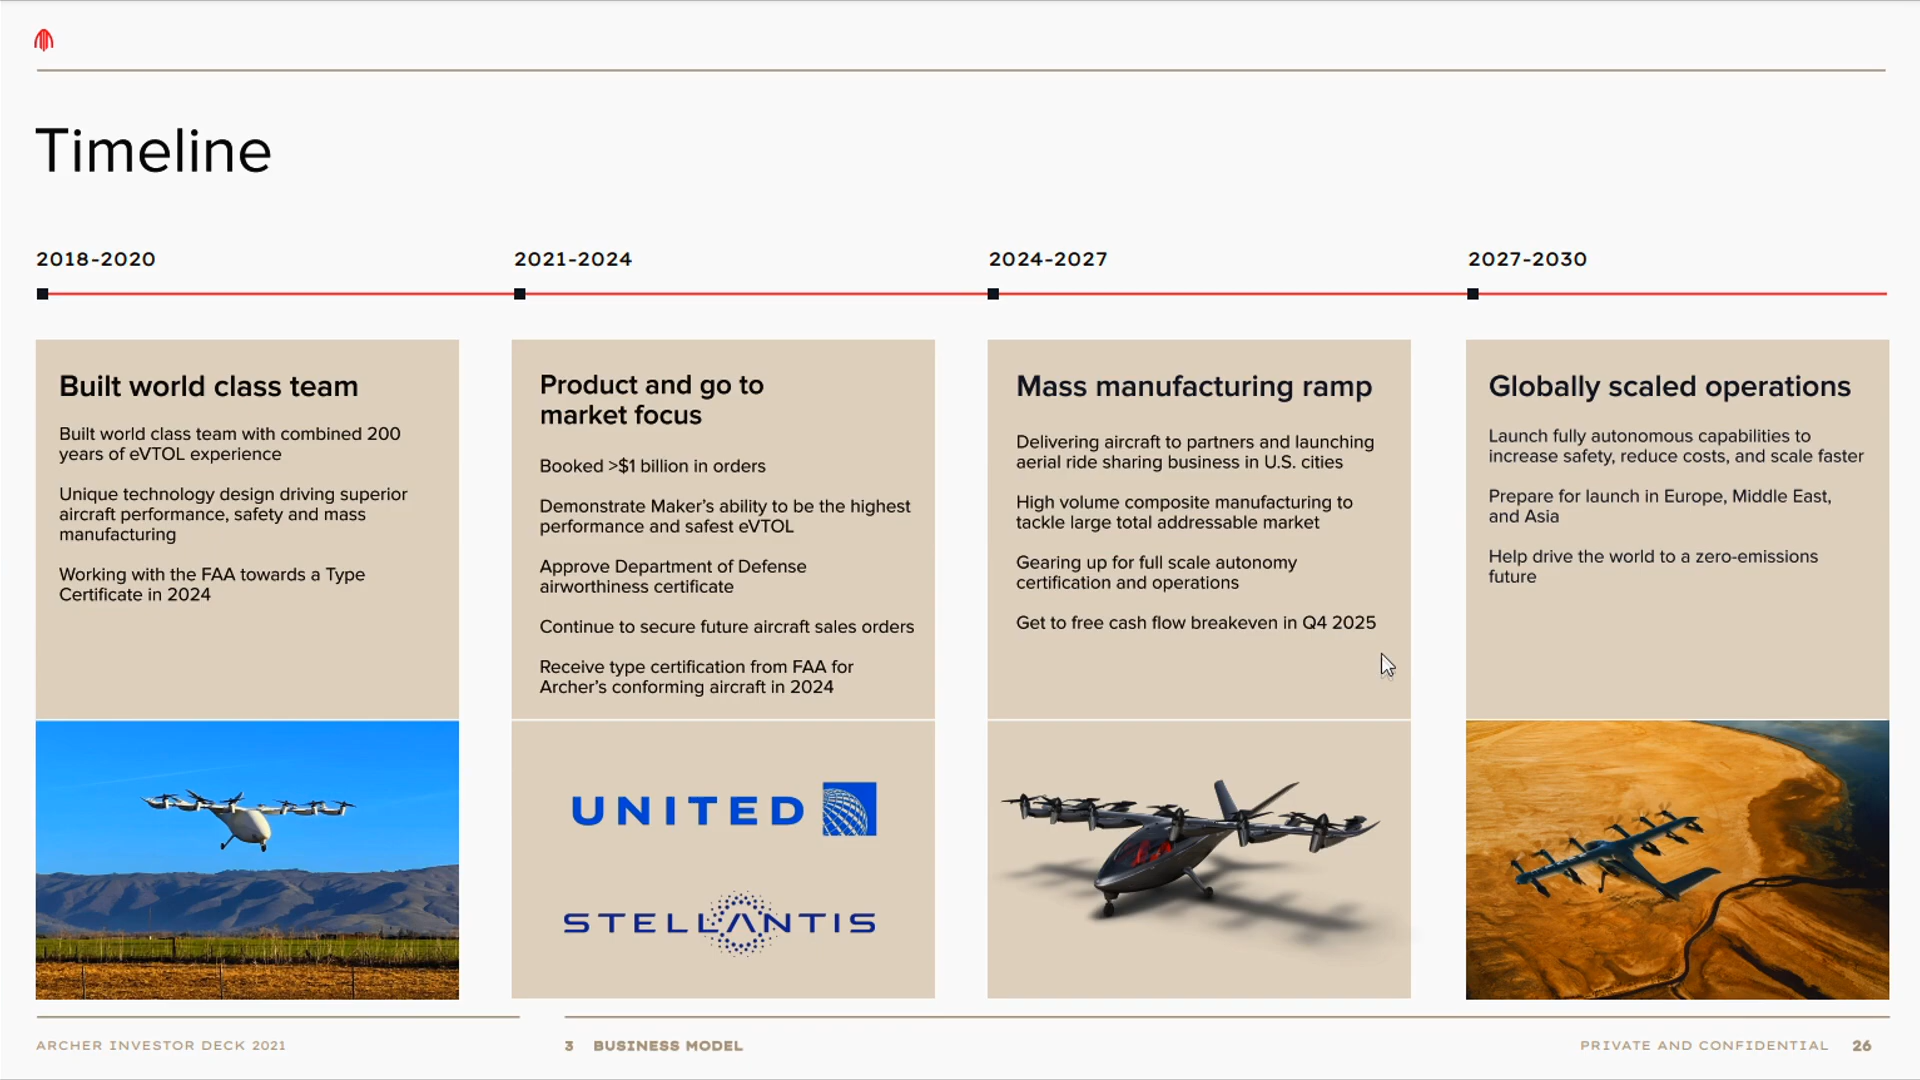 Timeline
2018-2020
2021-2024
2024-2027
2027-2030
Built world class team
Built world class team with combined 200
years of eVTOL experience
Unique technology design driving superior
aircraft performance, safety and mass
manufacturing
Working with the FAA towards a Type
Certificate in 2024
Product and go to
market focus
Booked >$1 billion in orders
Demonstrate Maker's ability to be the highest
performance and safest eVTOL
Approve Department of Defense
airworthiness certificate
Continue to secure future aircraft sales orders
Receive type certification from FAA for
Archer's conforming aircraft in 2024
UNITED
STELLANTIS
Mass manufacturing ramp
Delivering aircraft to partners and launching
aerial ride sharing business in U.S. cities
High volume composite manufacturing to
tackle large total addressable market
Gearing up for full scale autonomy
certification and operations
Get to free cash flow breakeven in Q4 2025
Globally scaled operations
Launch fully autonomous capabilities to
increase safety, reduce costs, and scale faster
Prepare for launch in Europe, Middle East,
and Asia
Help drive the world to a zero-emissions
future
ARCHER INVESTOR DECK 2021
3 BUSINESS MODEL
PRIVATE AND CONFIDENTIAL 26